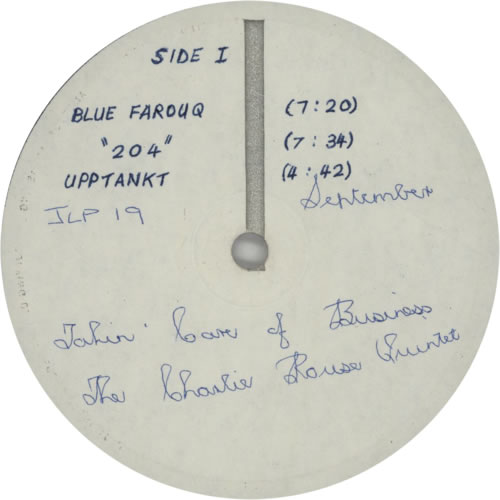 SIDE I
BLUE FAROUQ (7:20)
"204" (7:34)
UPPTANKT (4:42)
JLP 19 September
Takin' Care of Business
The Charlie Rouse Quintet